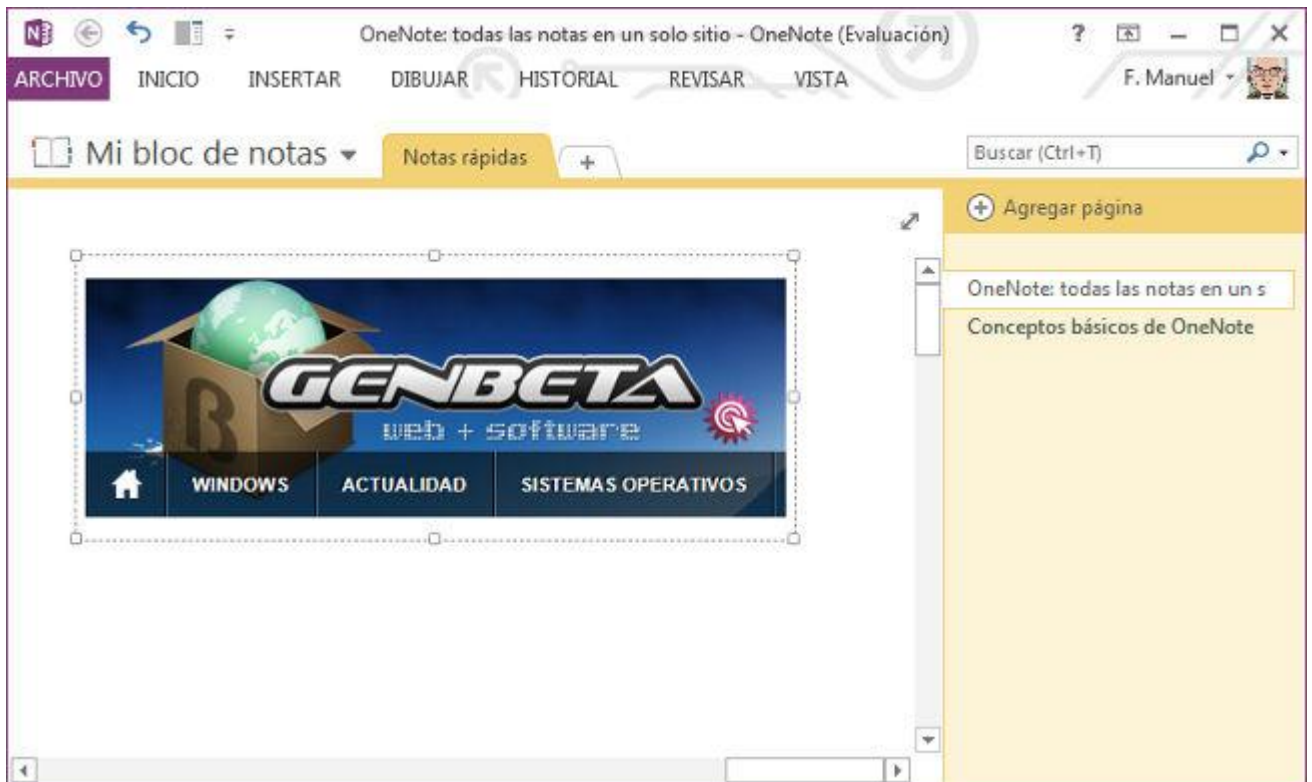 OneNote: todas las notas en un solo sitio - OneNote (Evaluación)
ARCHIVO INICIO INSERTAR DIBUJAR HISTORIAL REVISAR VISTA F. Manuel
Mi bloc de notas Notas rápidas + Buscar (Ctrl+T)
Agregar página
OneNote: todas las notas en un s
Conceptos básicos de OneNote
β
GENBETA
web + software
WINDOWS ACTUALIDAD SISTEMAS OPERATIVOS